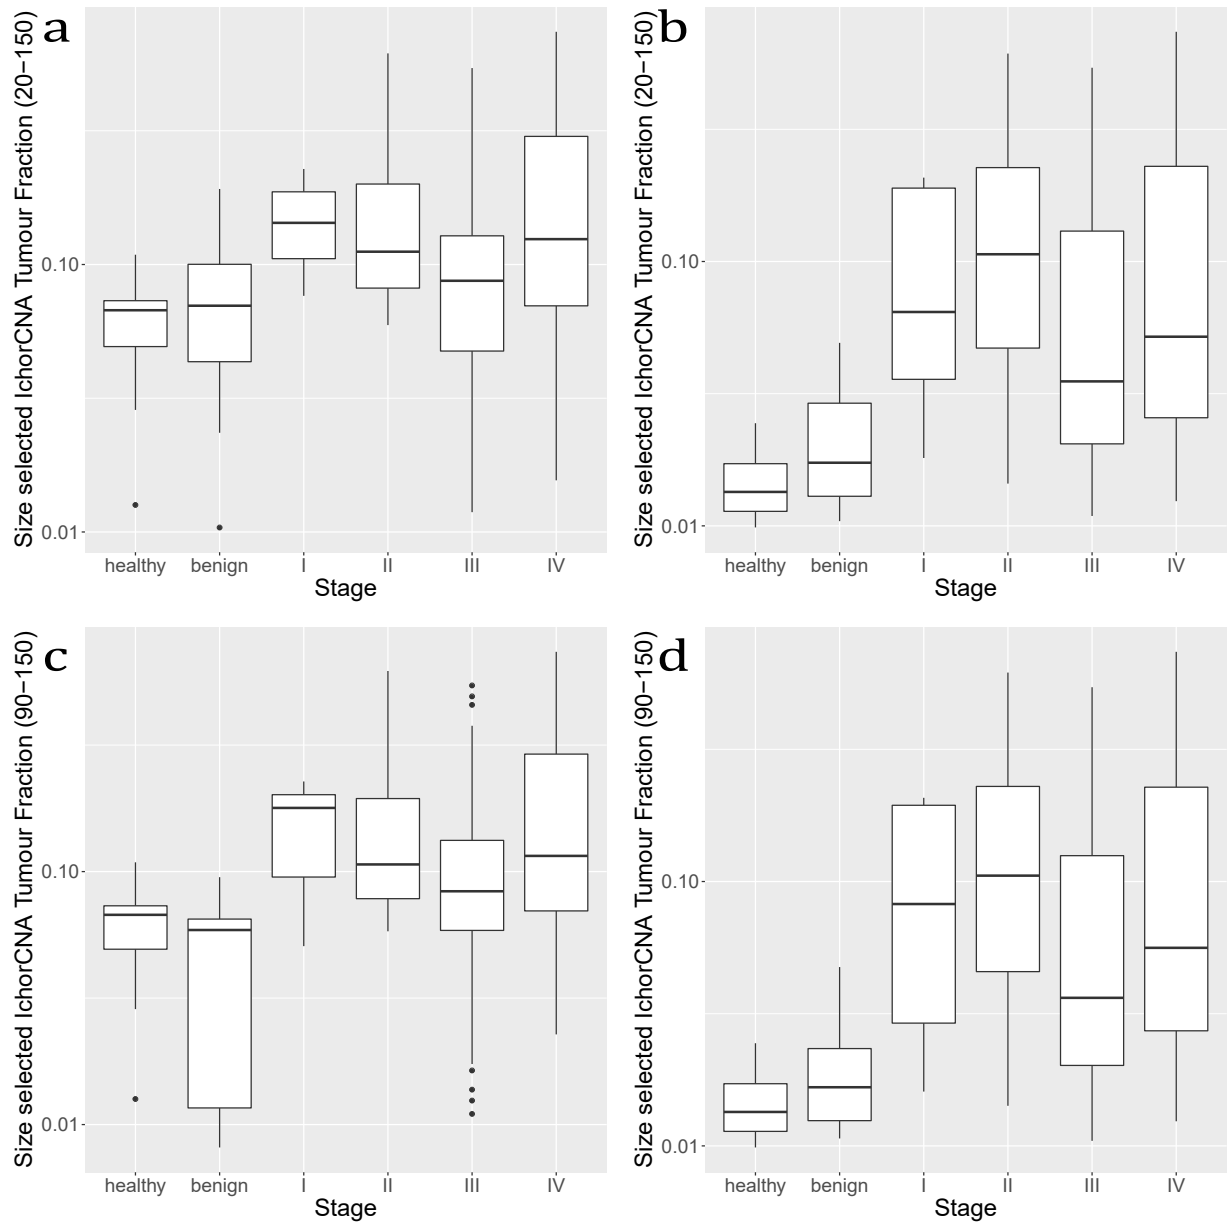 a
Size selected IchorCNA Tumour Fraction (20−150)
0.10
0.01
healthy benign I II III IV
Stage
b
Size selected IchorCNA Tumour Fraction (20−150)
0.10
0.01
healthy benign I II III IV
Stage
c
Size selected IchorCNA Tumour Fraction (90−150)
0.10
0.01
healthy benign I II III IV
Stage
d
Size selected IchorCNA Tumour Fraction (90−150)
0.10
0.01
healthy benign I II III IV
Stage